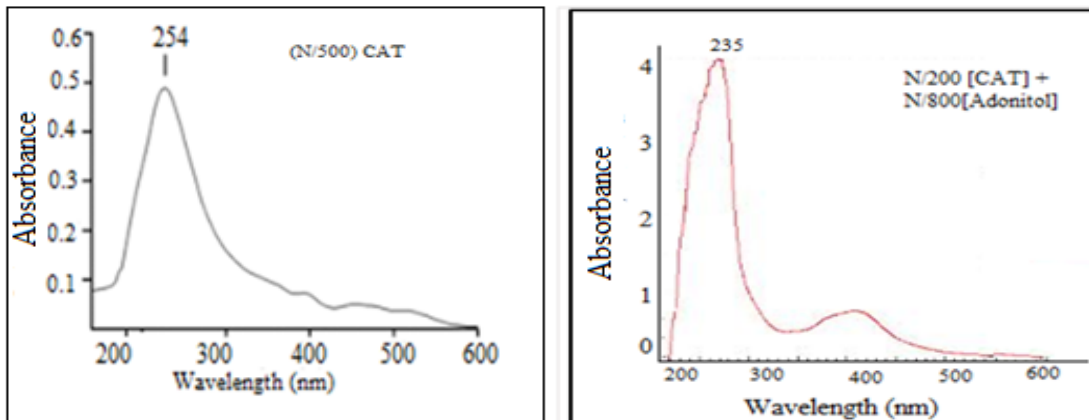 254
(N/500) CAT
0.6
0.5
0.4
0.3
0.2
0.1
Absorbance
200 300 400 500 600
Wavelength (nm)
235
N/200 [CAT] +
N/800[Adonitol]
4
3
2
1
0
Absorbance
200 300 400 500 600
Wavelength (nm)